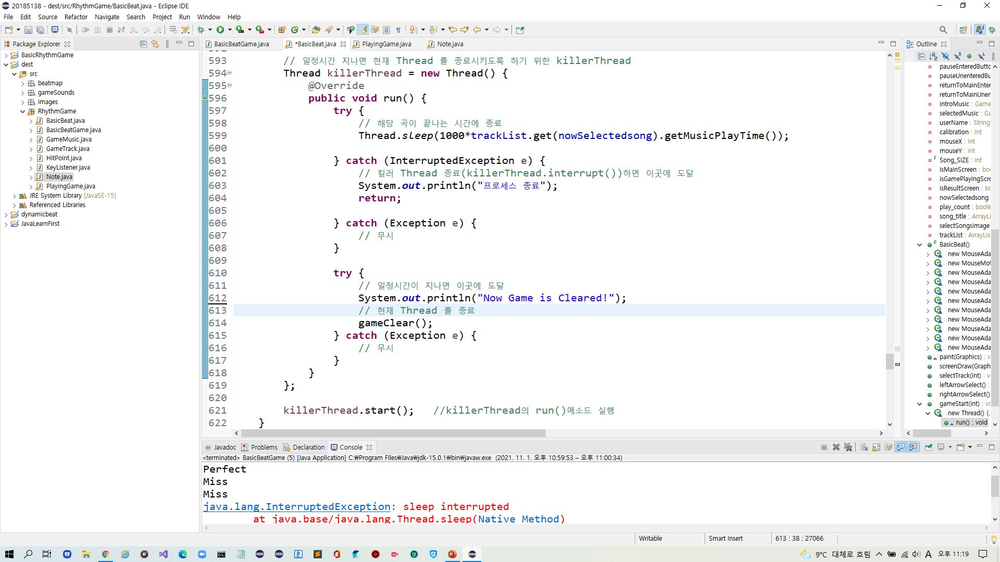 20185138 - dest/src/RhythmGame/BasicBeat.java - Eclipse IDE
File Edit Source Refactor Navigate Search Project Run Window Help
Package Explorer
BasicRhythmGame
dest
src
beatmap
gameSounds
images
RhythmGame
BasicBeat.java
BasicBeatGame.java
GameMusic.java
GameTrack.java
HitPoint.java
KeyListener.java
Note.java
PlayingGame.java
JRE System Library [JavaSE-15]
Referenced Libraries
dynamicbeat
JavaLearnFirst
BasicBeatGame.java *BasicBeat.java PlayingGame.java Note.java
593 // 일정시간 지나면 현재 Thread 를 종료시키도록 하기 위한 killerThread
594 Thread killerThread = new Thread() {
595 @Override
596 public void run() {
597 try {
598 // 해당 곡이 끝나는 시간에 종료
599 Thread.sleep(1000*trackList.get(nowSelectedsong).getMusicPlayTime());
600
601 } catch (InterruptedException e) {
602 // 킬러 Thread 종료(killerThread.interrupt())하면 이곳에 도달
603 System.out.println("프로세스 종료");
604 return;
605
606 } catch (Exception e) {
607 // 무시
608 }
609
610 try {
611 // 일정시간이 지나면 이곳에 도달
612 System.out.println("Now Game is Cleared!");
613 // 현재 Thread 를 종료
614 gameClear();
615 } catch (Exception e) {
616 // 무시
617 }
618 }
619 };
620
621 killerThread.start(); //killerThread의 run()메소드 실행
622 }
Outline
pauseEnteredButto
pauseUnenteredBu
returnToMainEnter
returnToMainUner
introMusic : Game
selectedMusic : Ga
userName : String
calibration : int
mouseX : int
mouseY : int
Song_SIZE : int
isMainScreen : boo
isGamePlayingScre
isResultScreen : bo
nowSelectedsong
play_count : boole
song_title : ArrayLi
selectSongsImage
trackList : ArrayLis
BasicBeat()
new MouseAda
new MouseMot
new MouseAda
new MouseAda
new MouseAda
new MouseAda
new MouseAda
new MouseAda
new MouseAda
new MouseAda
new MouseAda
paint(Graphics) : v
screenDraw(Graph
selectTrack(int) : v
leftArrowSelect() :
rightArrowSelect()
gameStart(int) : vo
new Thread() {..
run() : void
Javadoc Problems Declaration Console
<terminated> BasicBeatGame (5) [Java Application] C:₩Program Files₩Java₩jdk-15.0.1₩bin₩javaw.exe (2021. 11. 1. 오후 10:59:53 – 오후 11:00:34)
Perfect
Miss
Miss
java.lang.InterruptedException: sleep interrupted
at java.base/java.lang.Thread.sleep(Native Method)
Writable Smart Insert 613 : 38 : 27066
9°C 대체로 흐림 A 오후 11:19